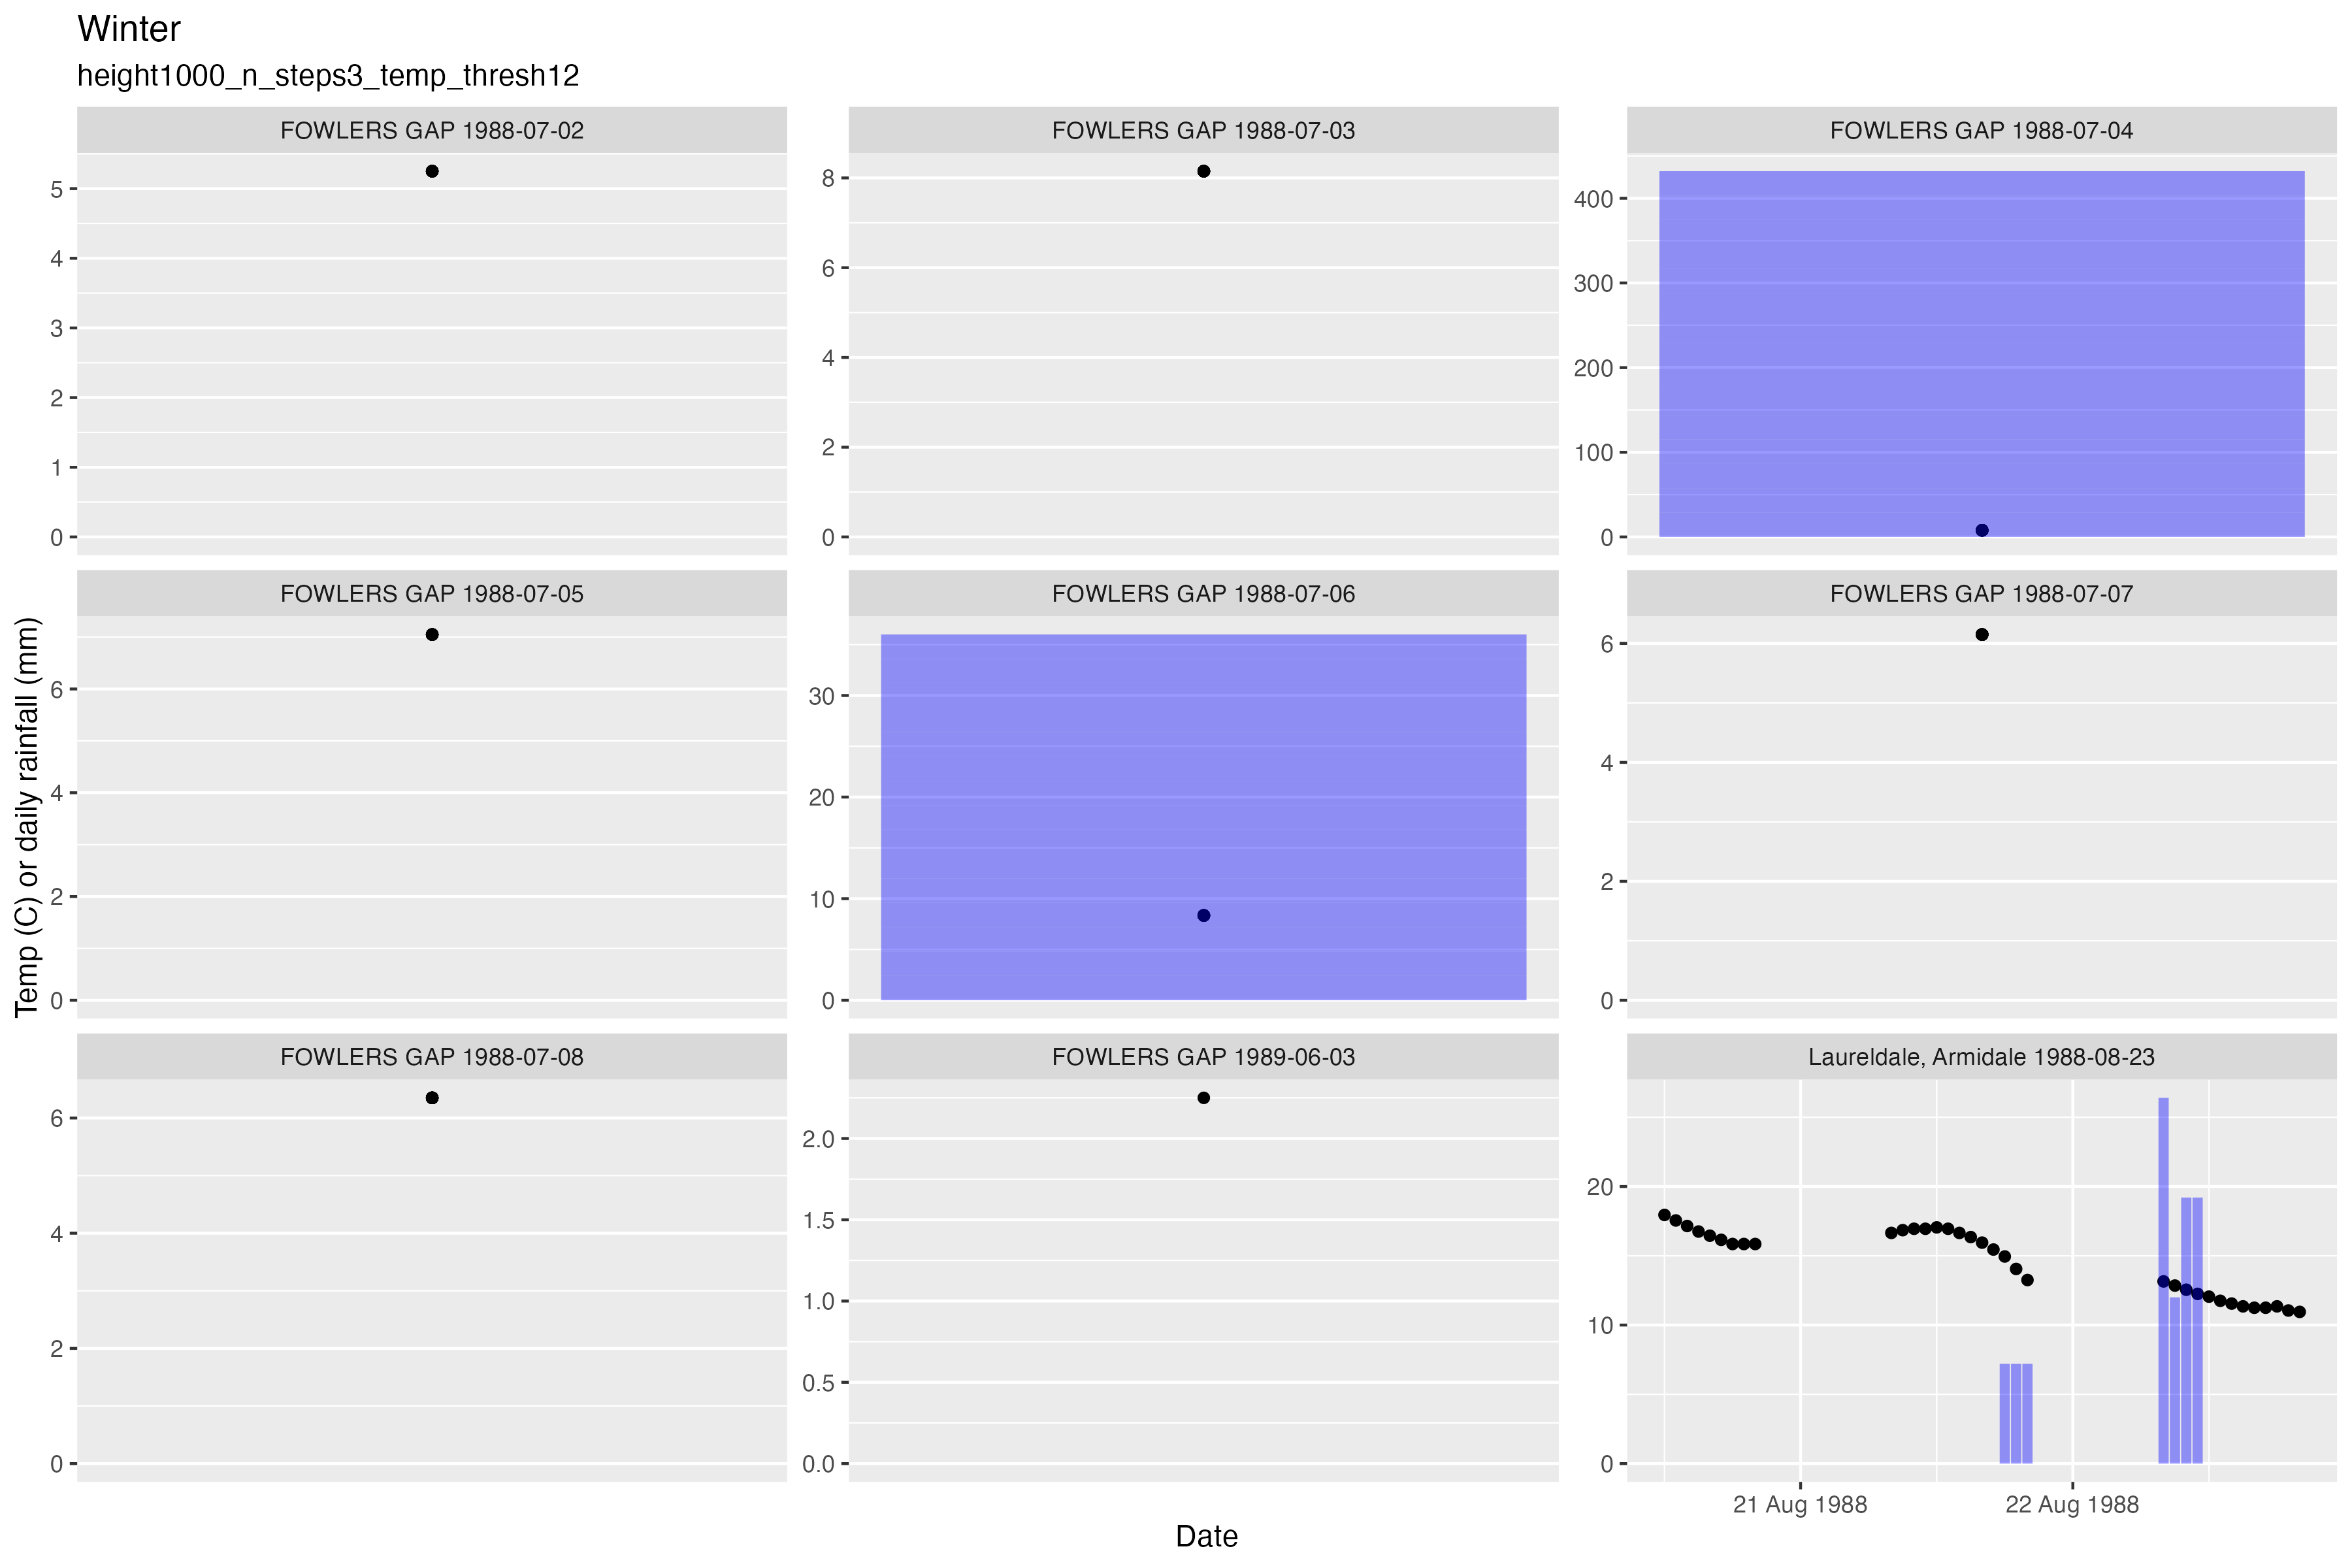 Winter
height1000_n_steps3_temp_thresh12
FOWLERS GAP 1988-07-02
FOWLERS GAP 1988-07-03
FOWLERS GAP 1988-07-04
5
4
3
2
1
0
8
6
4
2
0
400
300
200
100
0
FOWLERS GAP 1988-07-05
FOWLERS GAP 1988-07-06
FOWLERS GAP 1988-07-07
Temp (C) or daily rainfall (mm)
6
4
2
0
30
20
10
0
6
4
2
0
FOWLERS GAP 1988-07-08
FOWLERS GAP 1989-06-03
Laureldale, Armidale 1988-08-23
6
4
2
0
2.0
1.5
1.0
0.5
0.0
20
10
0
21 Aug 1988
22 Aug 1988
Date